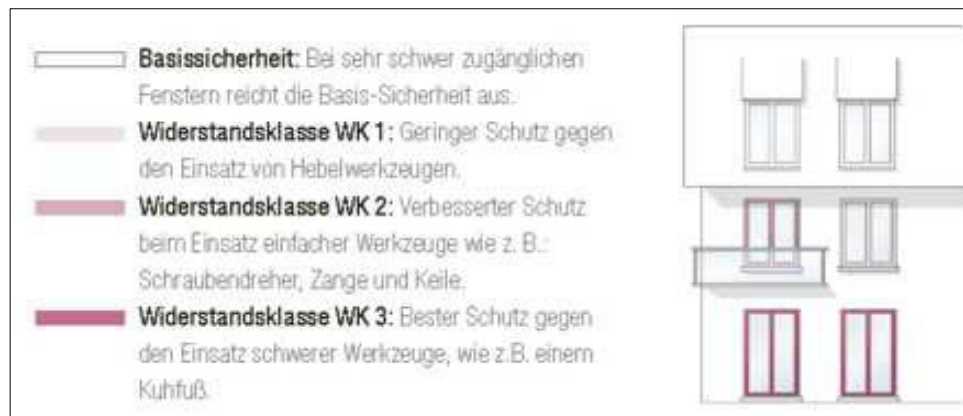 Basissicherheit: Bei sehr schwer zugänglichen
Fenstern reicht die Basis-Sicherheit aus.
Widerstandsklasse WK 1: Geringer Schutz gegen
den Einsatz von Hebelwerkzeugen.
Widerstandsklasse WK 2: Verbesserter Schutz
beim Einsatz einfacher Werkzeuge wie z. B.:
Schraubendreher, Zange und Keile.
Widerstandsklasse WK 3: Bester Schutz gegen
den Einsatz schwerer Werkzeuge, wie z.B. einem
Kuhfuß.